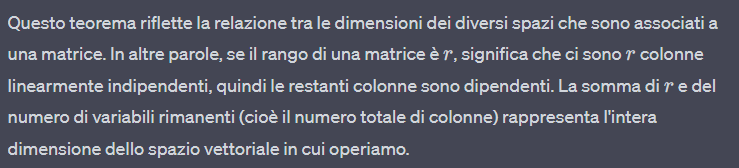 Questo teorema riflette la relazione tra le dimensioni dei diversi spazi che sono associati a
una matrice. In altre parole, se il rango di una matrice è r, significa che ci sono r colonne
linearmente indipendenti, quindi le restanti colonne sono dipendenti. La somma di r e del
numero di variabili rimanenti (cioè il numero totale di colonne) rappresenta l'intera
dimensione dello spazio vettoriale in cui operiamo.